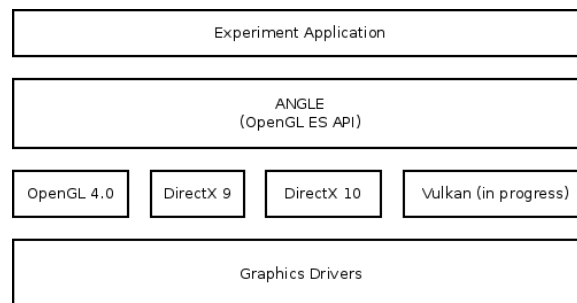 Experiment Application
ANGLE
(OpenGL ES API)
OpenGL 4.0
DirectX 9
DirectX 10
Vulkan (in progress)
Graphics Drivers